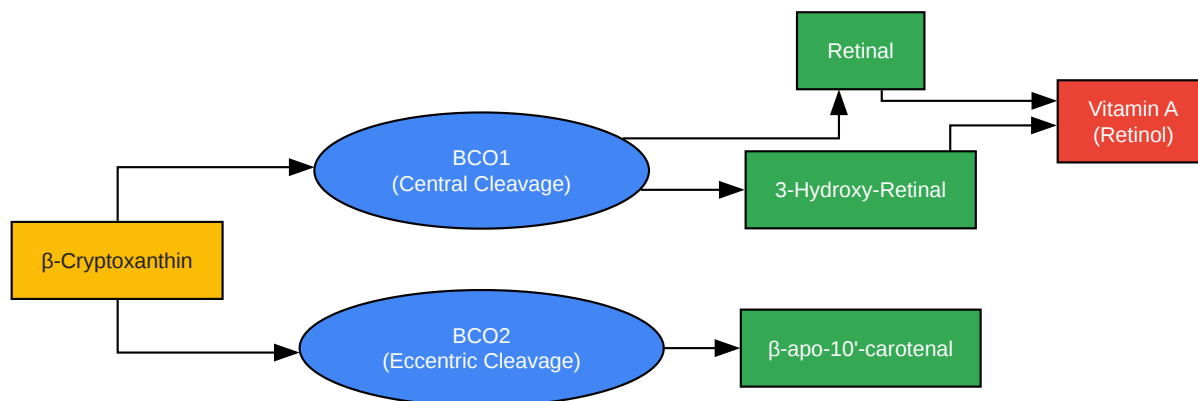 Retinal
Vitamin A
(Retinol)
BCO1
(Central Cleavage)
3-Hydroxy-Retinal
β-Cryptoxanthin
BCO2
(Eccentric Cleavage)
β-apo-10'-carotenal